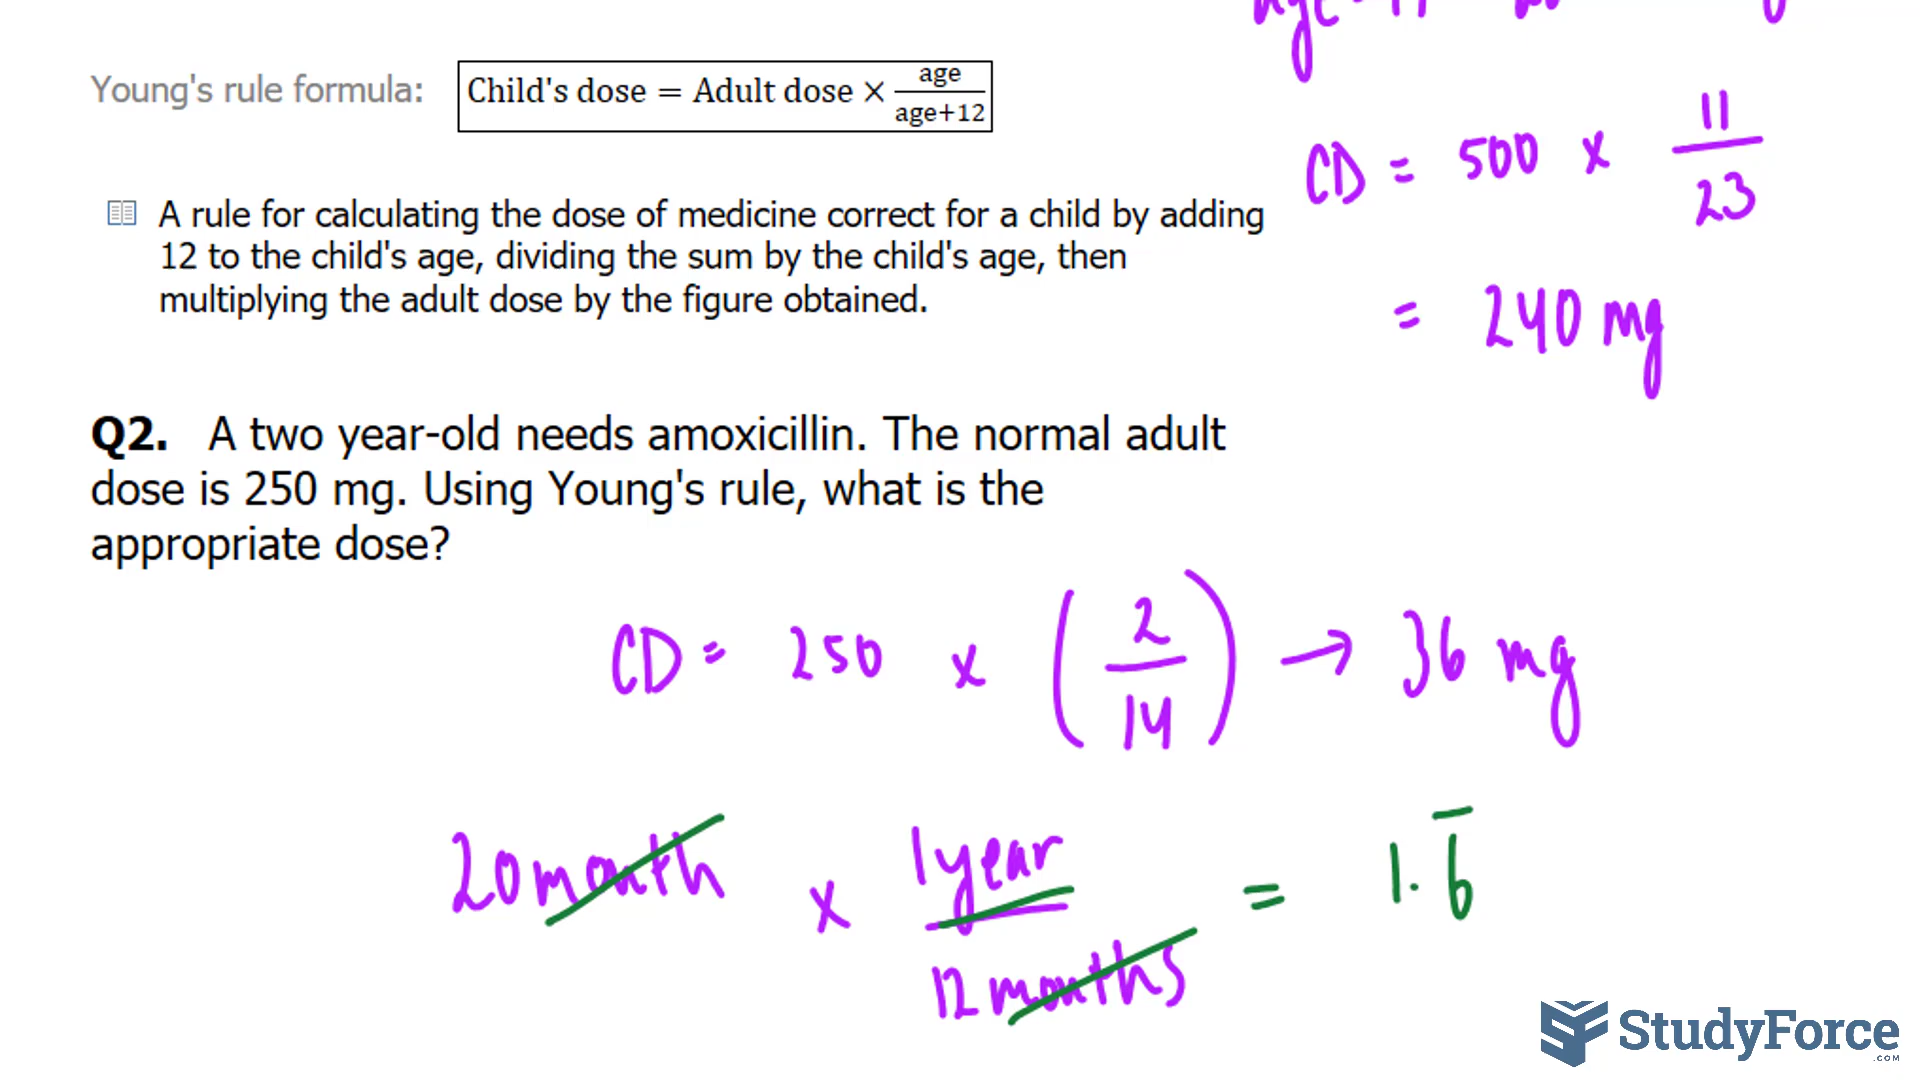 Young's rule formula: Child's dose = Adult dose × age/age+12
A rule for calculating the dose of medicine correct for a child by adding
12 to the child's age, dividing the sum by the child's age, then
multiplying the adult dose by the figure obtained.
CD = 500 x 11/23
= 240 mg
Q2. A two year-old needs amoxicillin. The normal adult
dose is 250 mg. Using Young's rule, what is the
appropriate dose?
CD = 250 x (2/14) → 36 mg
20 month x 1 year/12 months = 1.6̅
StudyForce
.COM